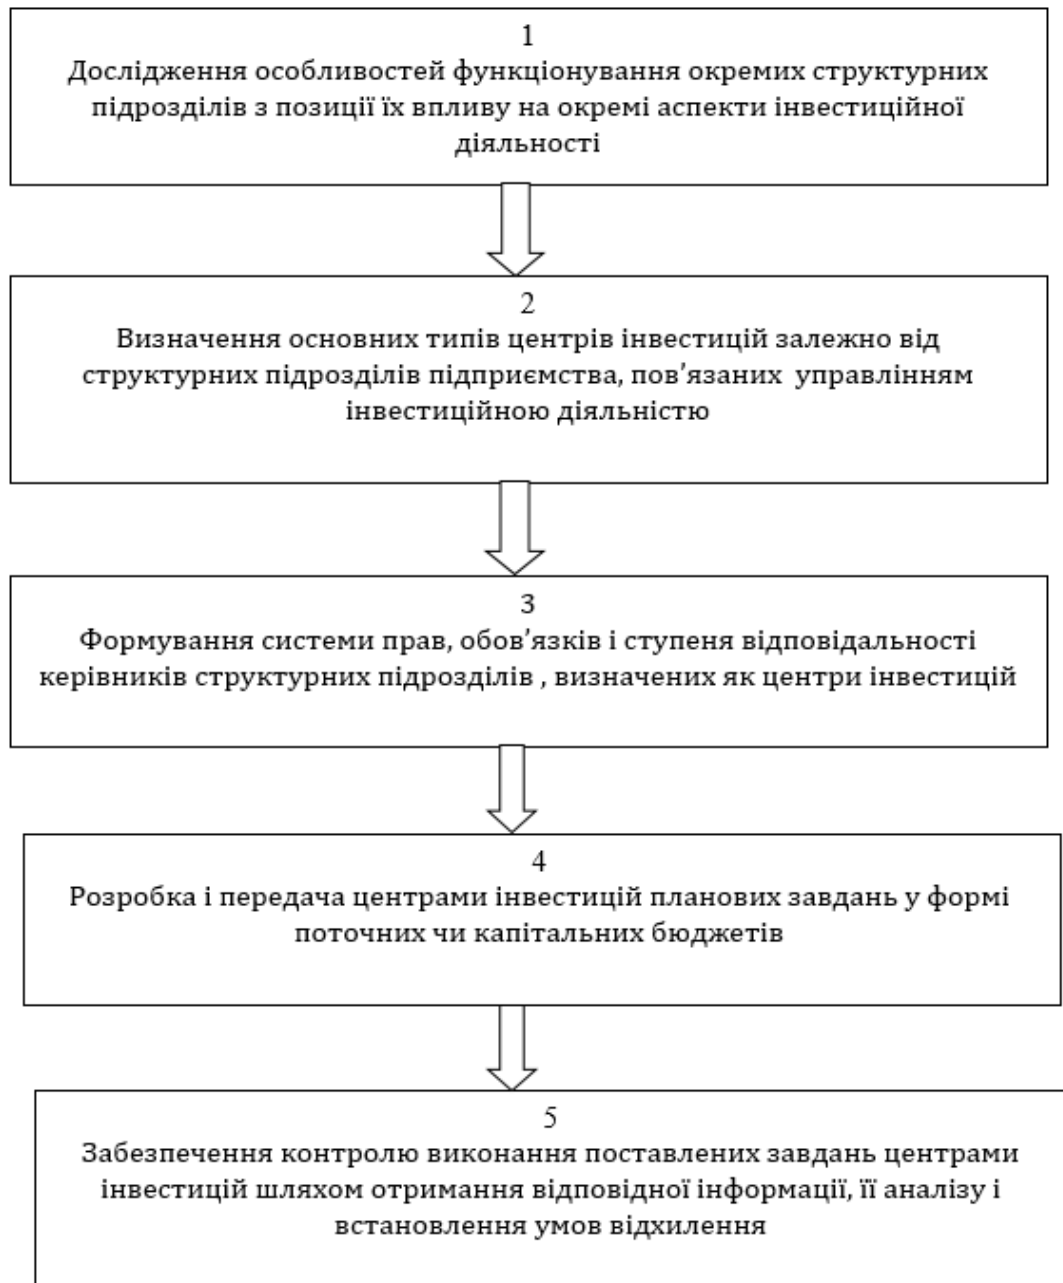 1
Дослідження особливостей функціонування окремих структурних
підрозділів з позиції їх впливу на окремі аспекти інвестиційної
діяльності
2
Визначення основних типів центрів інвестицій залежно від
структурних підрозділів підприємства, пов’язаних управлінням
інвестиційною діяльністю
3
Формування системи прав, обов’язків і ступеня відповідальності
керівників структурних підрозділів , визначених як центри інвестицій
4
Розробка і передача центрами інвестицій планових завдань у формі
поточних чи капітальних бюджетів
5
Забезпечення контролю виконання поставлених завдань центрами
інвестицій шляхом отримання відповідної інформації, її аналізу і
встановлення умов відхилення